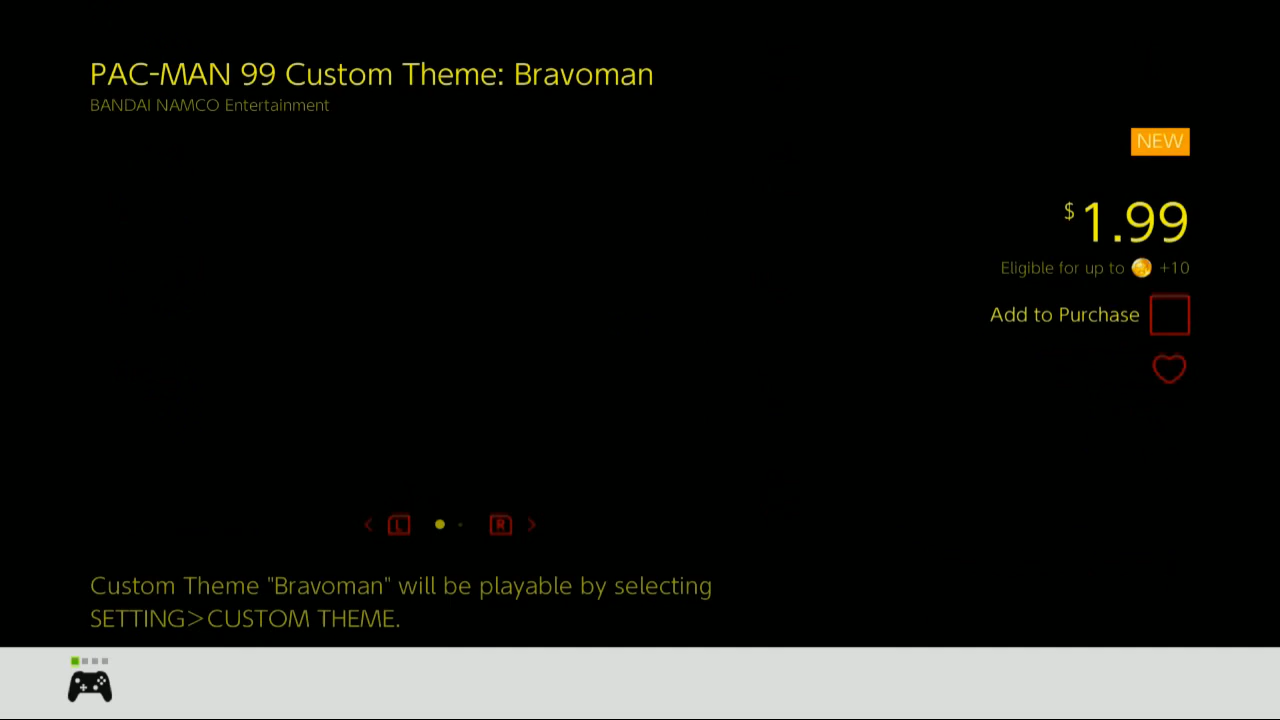 PAC-MAN 99 Custom Theme: Bravoman
BANDAI NAMCO Entertainment
NEW
$1.99
Eligible for up to +10
Add to Purchase
< L R >
Custom Theme "Bravoman" will be playable by selecting
SETTING>CUSTOM THEME.